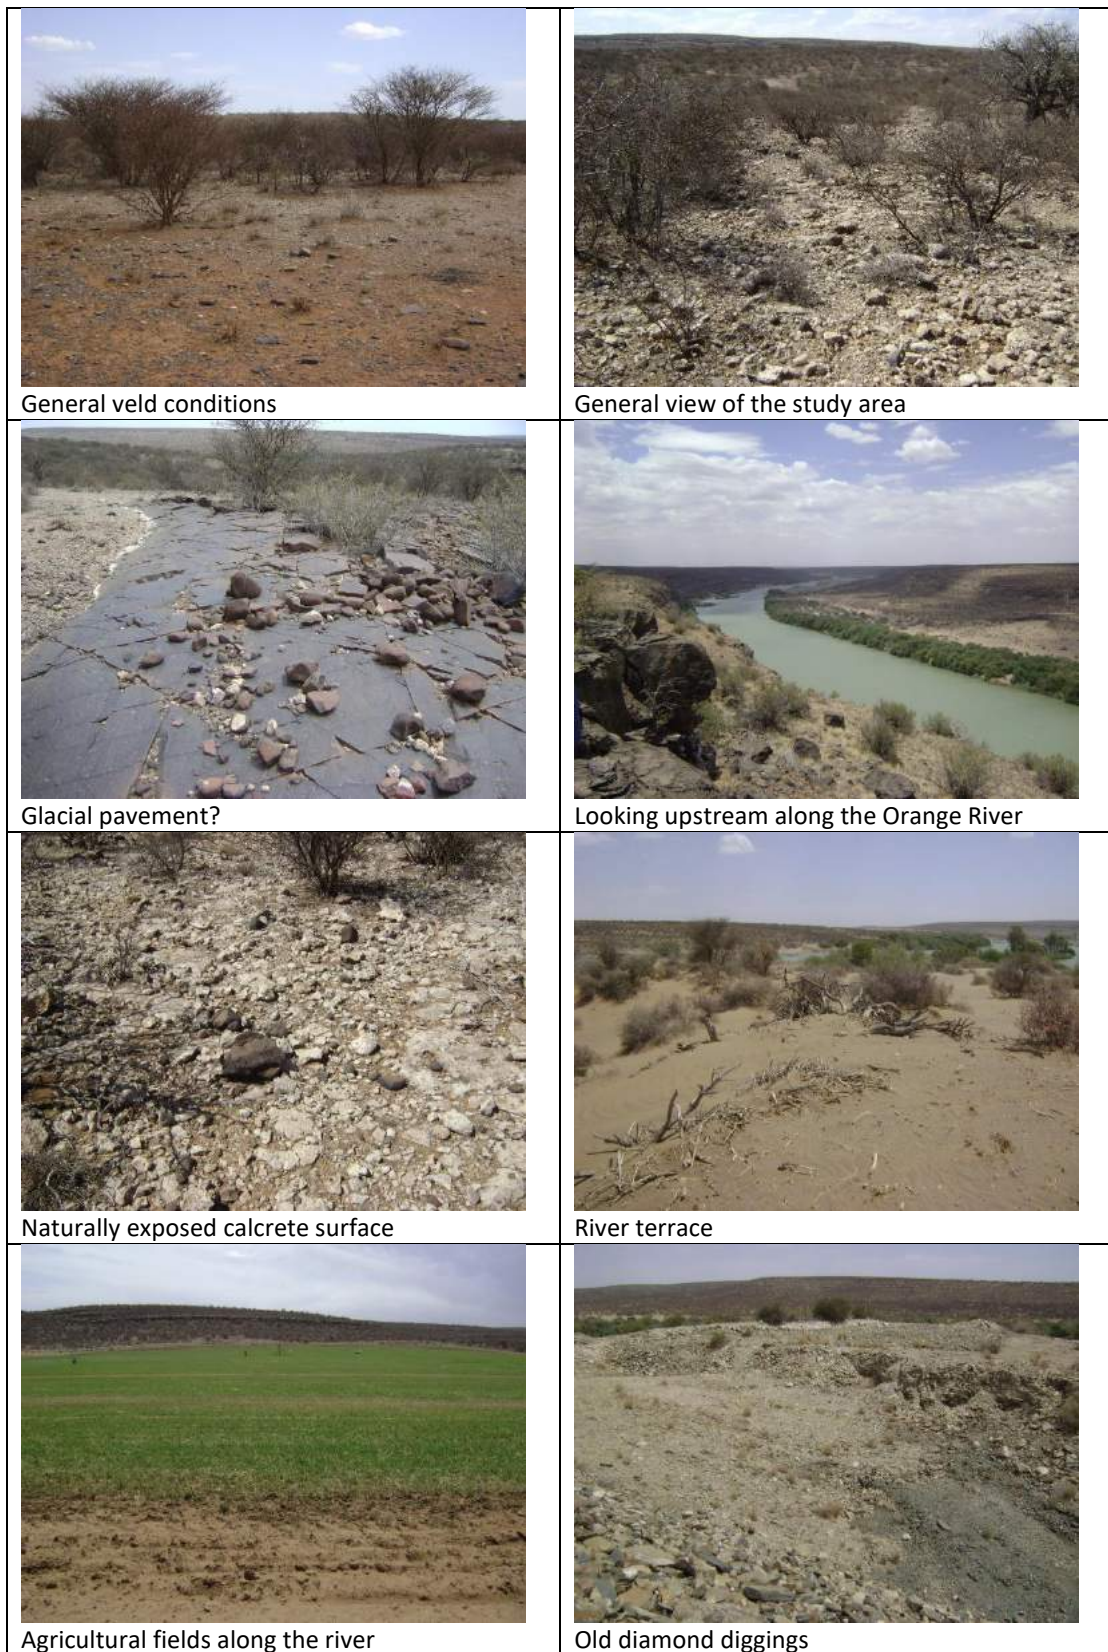 General veld conditions
General view of the study area
Glacial pavement?
Looking upstream along the Orange River
Naturally exposed calcrete surface
River terrace
Agricultural fields along the river
Old diamond diggings